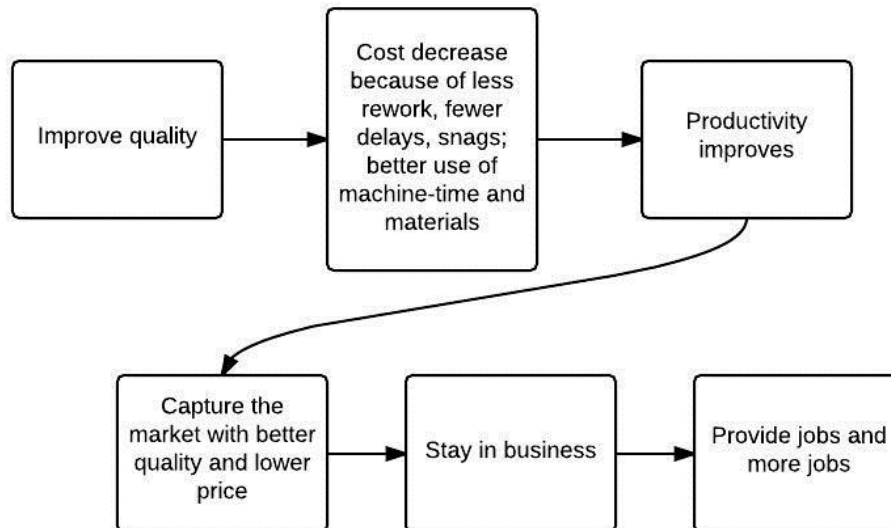 Improve quality
Cost decrease
because of less
rework, fewer
delays, snags;
better use of
machine-time and
materials
Productivity
improves
Capture the
market with better
quality and lower
price
Stay in business
Provide jobs and
more jobs